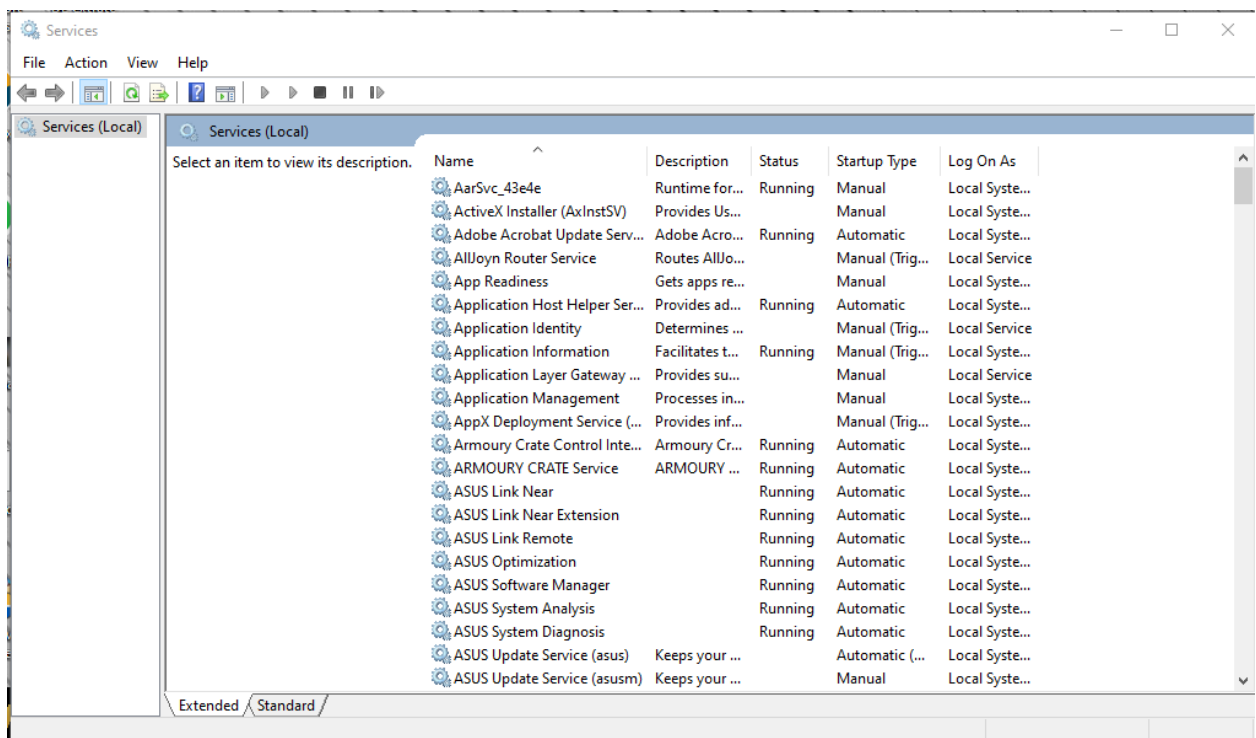 Services
File Action View Help
Services (Local)
Services (Local)
Select an item to view its description.
Name Description Status Startup Type Log On As
AarSvc_43e4e Runtime for... Running Manual Local Syste...
ActiveX Installer (AxInstSV) Provides Us... Manual Local Syste...
Adobe Acrobat Update Serv... Adobe Acro... Running Automatic Local Syste...
AllJoyn Router Service Routes AllJo... Manual (Trig... Local Service
App Readiness Gets apps re... Manual Local Syste...
Application Host Helper Ser... Provides ad... Running Automatic Local Syste...
Application Identity Determines ... Manual (Trig... Local Service
Application Information Facilitates t... Running Manual (Trig... Local Syste...
Application Layer Gateway ... Provides su... Manual Local Service
Application Management Processes in... Manual Local Syste...
AppX Deployment Service (... Provides inf... Manual (Trig... Local Syste...
Armoury Crate Control Inte... Armoury Cr... Running Automatic Local Syste...
ARMOURY CRATE Service ARMOURY ... Running Automatic Local Syste...
ASUS Link Near Running Automatic Local Syste...
ASUS Link Near Extension Running Automatic Local Syste...
ASUS Link Remote Running Automatic Local Syste...
ASUS Optimization Running Automatic Local Syste...
ASUS Software Manager Running Automatic Local Syste...
ASUS System Analysis Running Automatic Local Syste...
ASUS System Diagnosis Running Automatic Local Syste...
ASUS Update Service (asus) Keeps your ... Automatic (... Local Syste...
ASUS Update Service (asusm) Keeps your ... Manual Local Syste...
Extended Standard